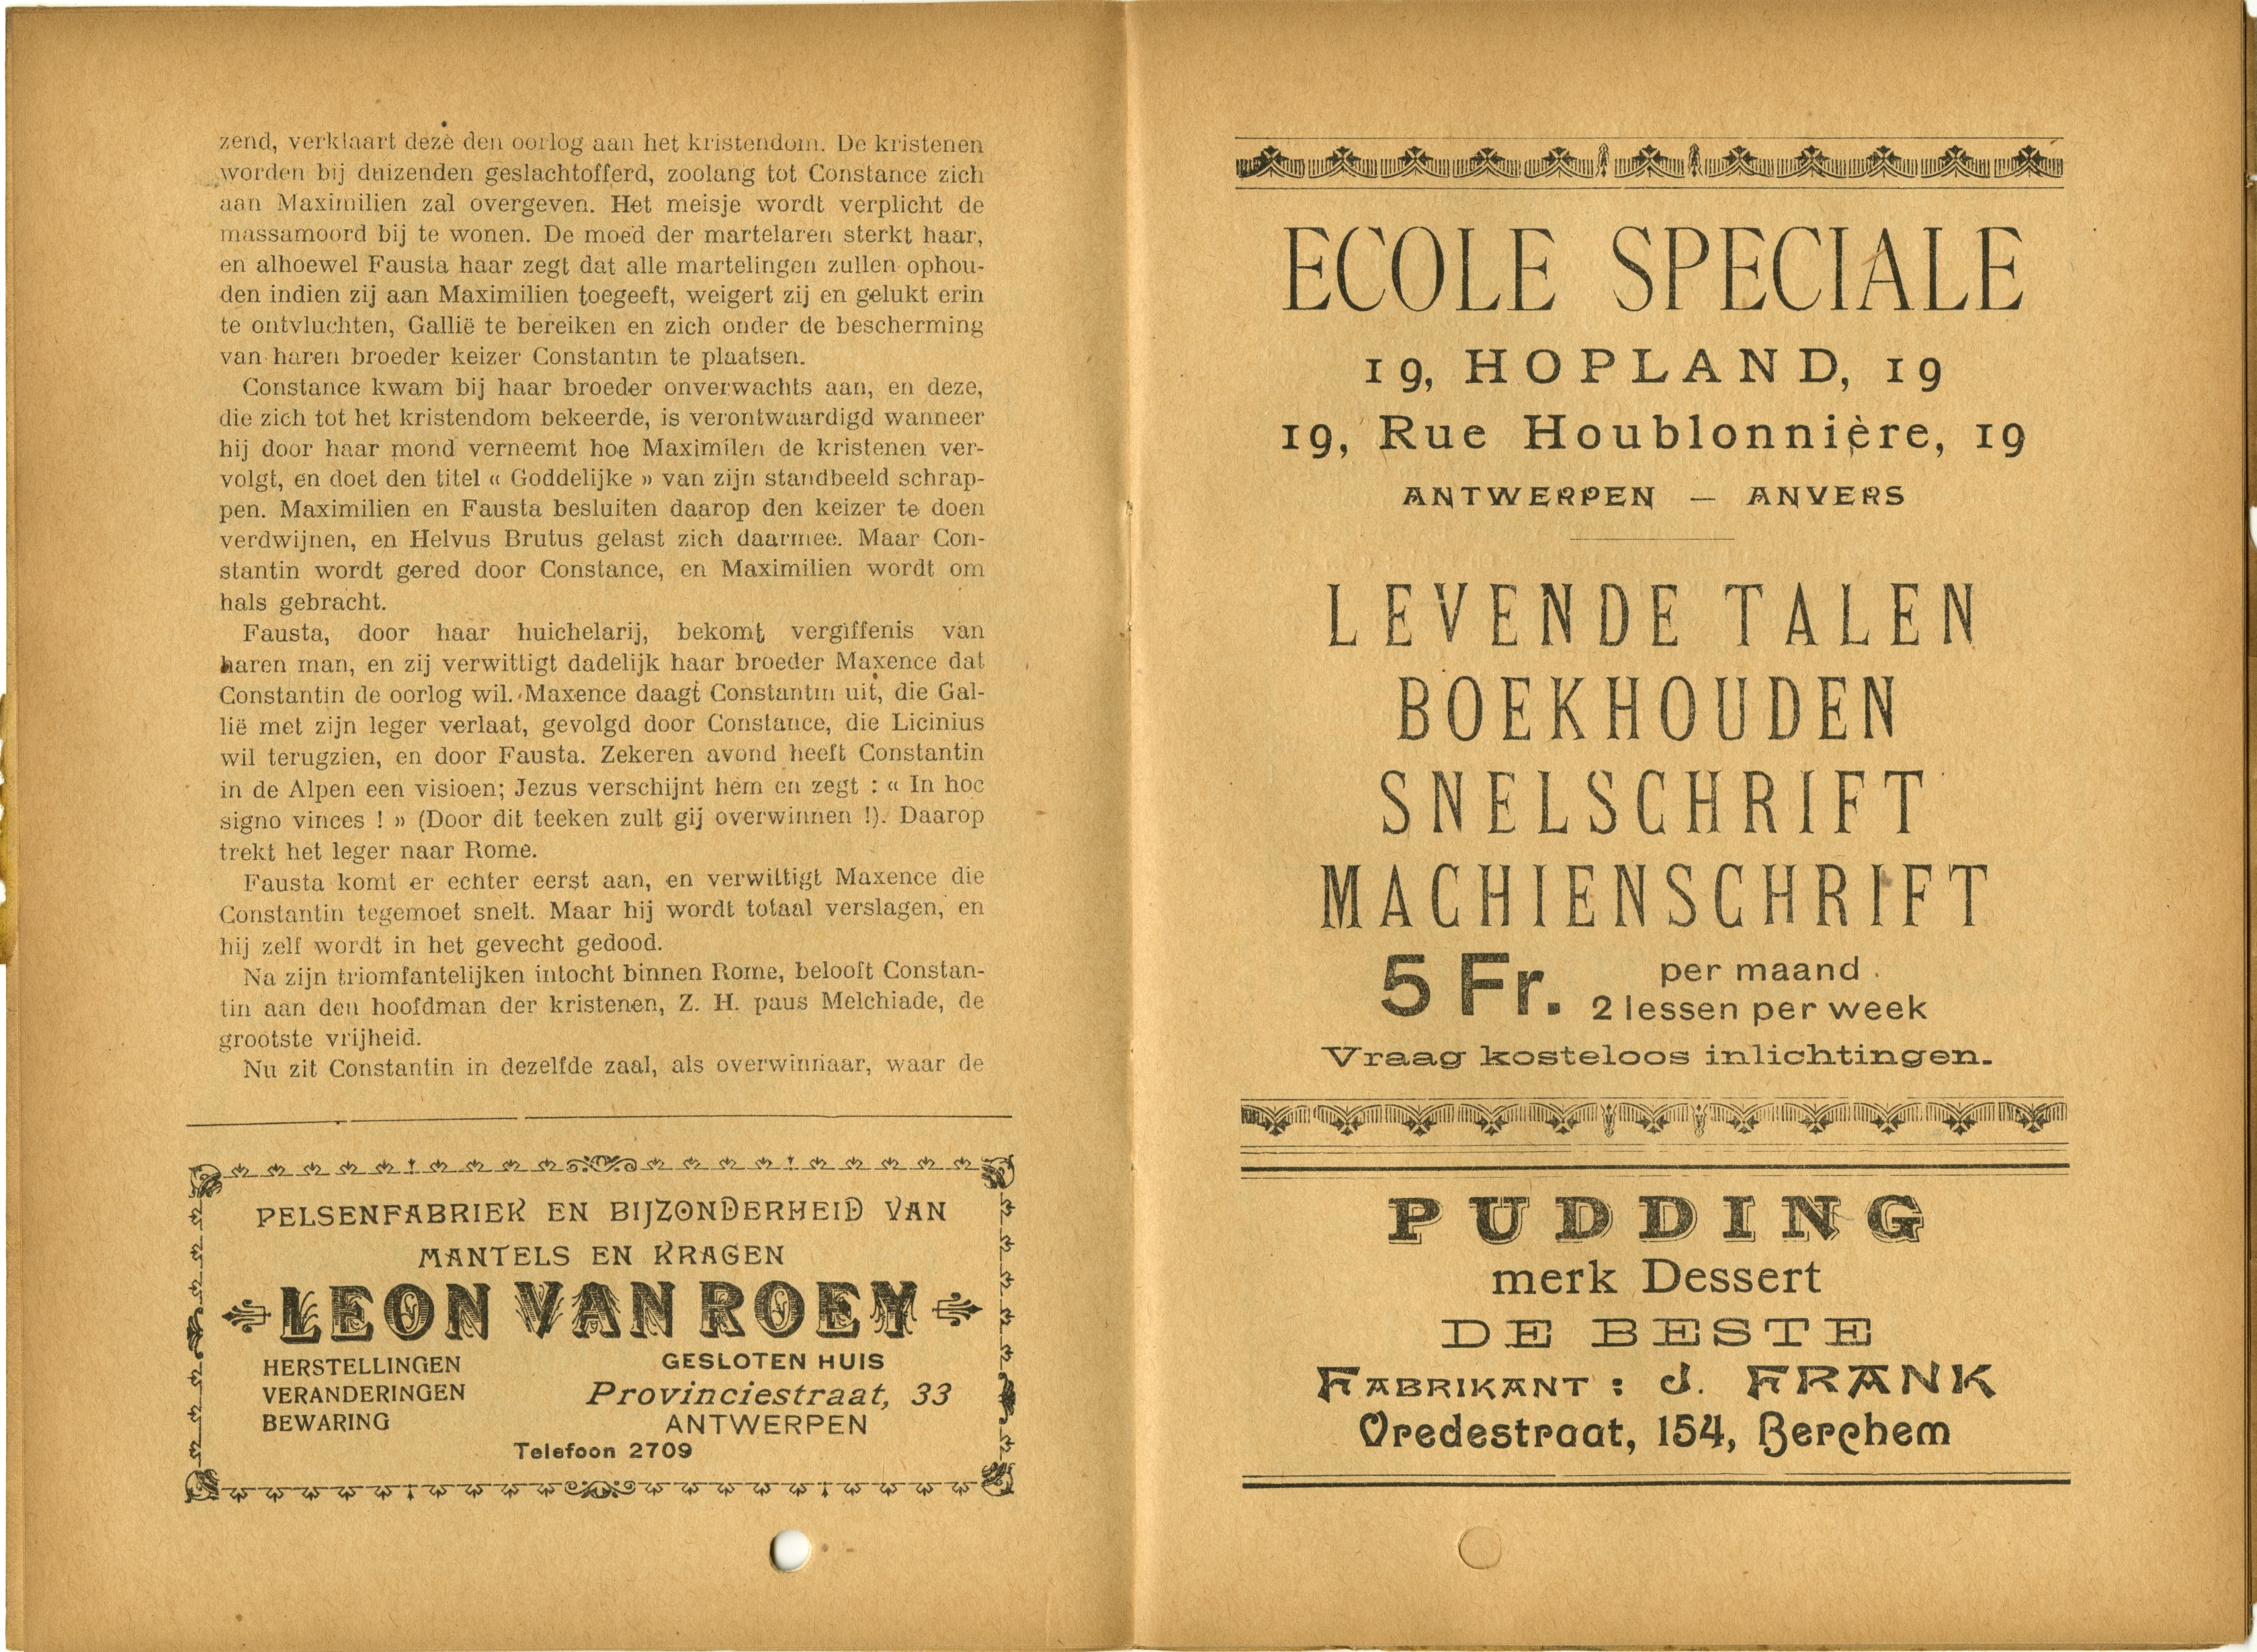 zend, verklaart deze den oorlog aan het kristendom. De kristenen
worden bij duizenden geslachtofferd, zoolang tot Constance zich
aan Maximilien zal overgeven. Het meisje wordt verplicht de
massamoord bij te wonen. De moed der martelaren sterkt haar,
en alhoewel Fausta haar zegt dat alle martelingen zullen ophou-
den indien zij aan Maximilien toegeeft, weigert zij en gelukt erin
te ontvluchten, Gallië te bereiken en zich onder de bescherming
van haren broeder keizer Constantin te plaatsen.
Constance kwam bij haar broeder onverwachts aan, en deze,
die zich tot het kristendom bekeerde, is verontwaardigd wanneer
hij door haar mond verneemt hoe Maximilen de kristenen ver-
volgt, en doet den titel « Goddelijke » van zijn standbeeld schrap-
pen. Maximilien en Fausta besluiten daarop den keizer te doen
verdwijnen, en Helvus Brutus gelast zich daarmee. Maar Con-
stantin wordt gered door Constance, en Maximilien wordt om
hals gebracht.
Fausta, door haar huichelarij, bekomt vergiffenis van
haren man, en zij verwittigt dadelijk haar broeder Maxence dat
Constantin de oorlog wil. Maxence daagt Constantin uit, die Gal-
lië met zijn leger verlaat, gevolgd door Constance, die Licinius
wil terugzien, en door Fausta. Zekeren avond heeft Constantin
in de Alpen een visioen; Jezus verschijnt hem en zegt : « In hoc
signo vinces ! » (Door dit teeken zult gij overwinnen !). Daarop
trekt het leger naar Rome.
Fausta komt er echter eerst aan, en verwittigt Maxence die
Constantin tegemoet snelt. Maar hij wordt totaal verslagen, en
hij zelf wordt in het gevecht gedood.
Na zijn triomfantelijken intocht binnen Rome, belooft Constan-
tin aan den hoofdman der kristenen, Z. H. paus Melchiade, de
grootste vrijheid.
Nu zit Constantin in dezelfde zaal, als overwinnaar, waar de
PELSENFABRIEK EN BIJZONDERHEID VAN
MANTELS EN KRAGEN
LEON VAN ROEY
HERSTELLINGEN
VERANDERINGEN
BEWARING
GESLOTEN HUIS
Provinciestraat, 33
ANTWERPEN
Telefoon 2709
ECOLE SPECIALE
19, HOPLAND, 19
19, Rue Houblonnière, 19
ANTWERPEN — ANVERS
LEVENDE TALEN
BOEKHOUDEN
SNELSCHRIFT
MACHIENSCHRIFT
5 Fr. per maand
2 lessen per week
Vraag kosteloos inlichtingen.
PUDDING
merk Dessert
DE BESTE
FABRIKANT : J. FRANK
Vredestraat, 154, Berchem